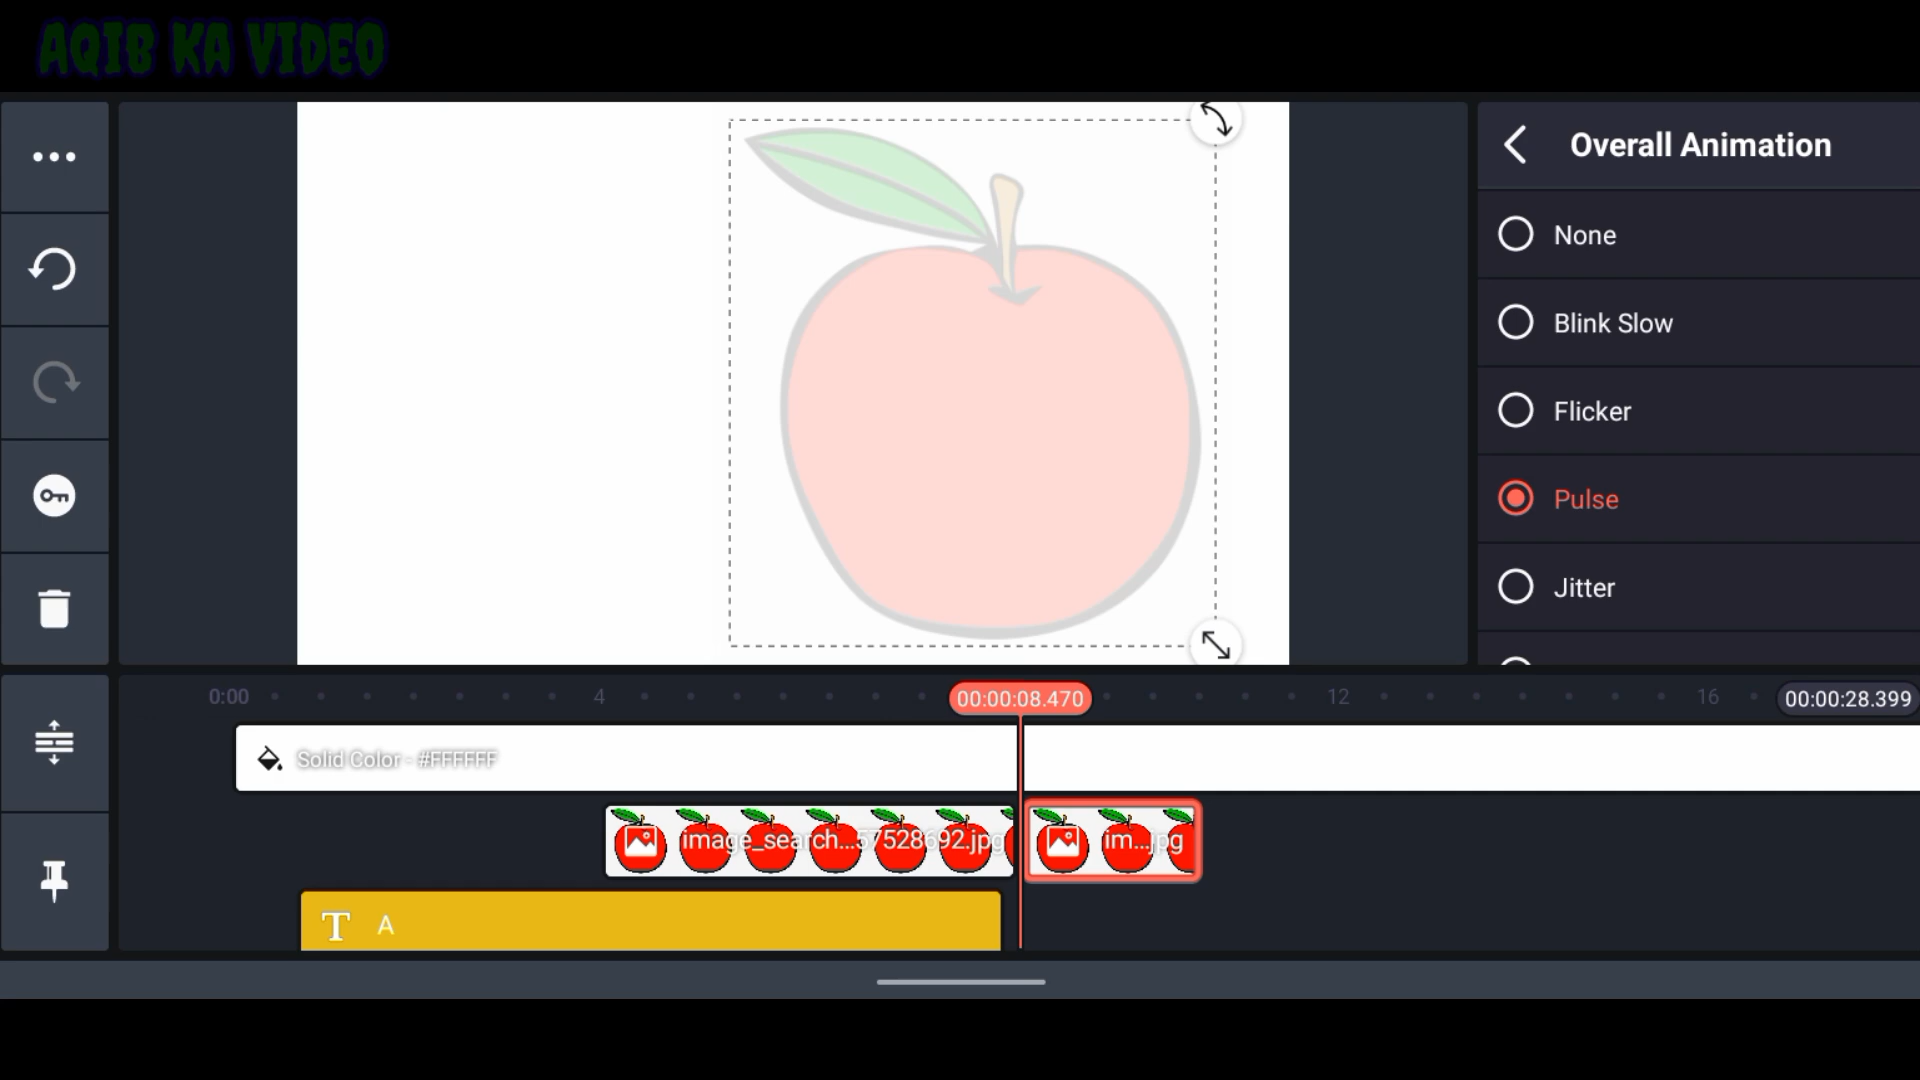 AQIB KA VIDEO
Overall Animation
None
Blink Slow
Flicker
Pulse
Jitter
0:00
4
00:00:08.470
12
16
00:00:28.399
Solid Color - #FFFFFF
image_search...57528692.jpg
im...jpg
T A